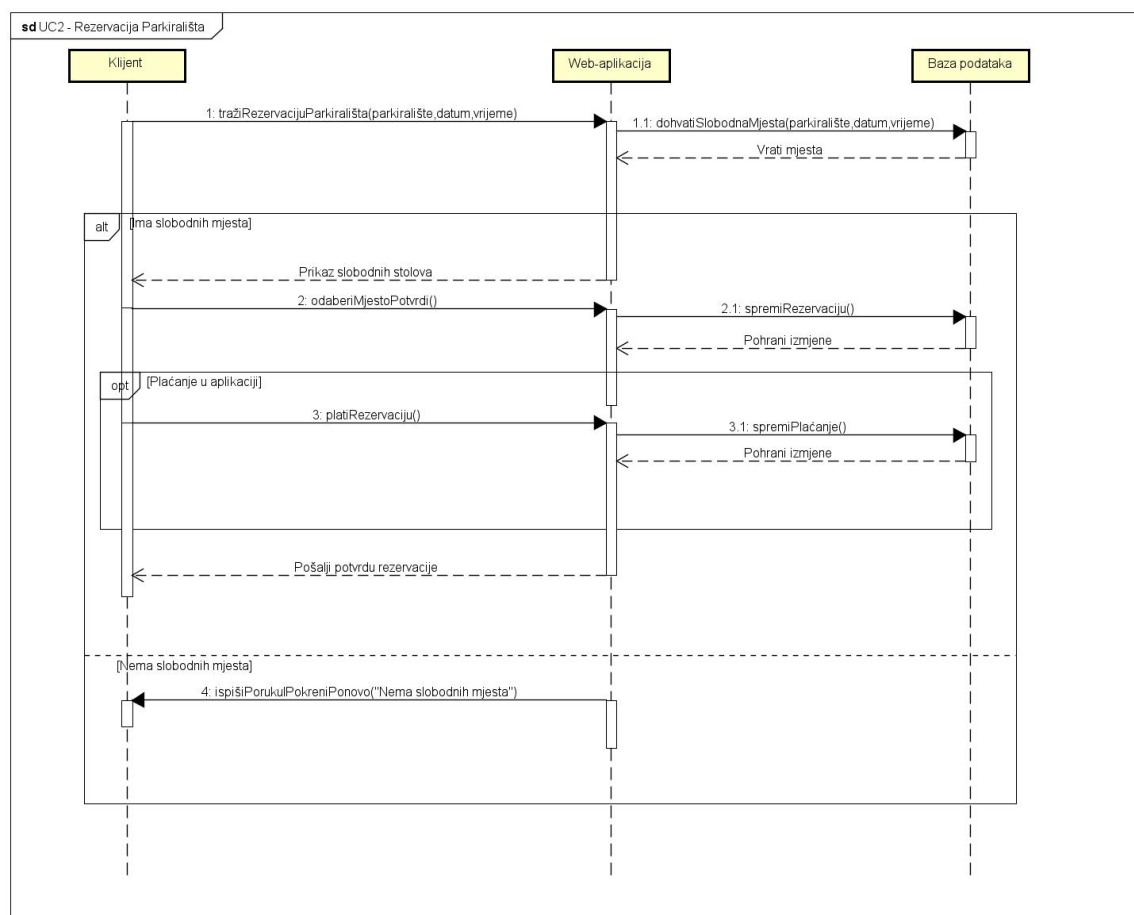 sd UC2 - Rezervacija Parkirališta
Klijent
Web-aplikacija
Baza podataka
1: tražiRezervacijuParkirališta(parkiralište,datum,vrijeme)
1.1: dohvatiSlobodnaMjesta(parkiralište,datum,vrijeme)
Vrati mjesta
alt
[Ima slobodnih mjesta]
Prikaz slobodnih stolova
2: odaberiMjestoPotvrdi()
2.1: spremiRezervaciju()
Pohrani izmjene
opt
[Plaćanje u aplikaciji]
3: platiRezervaciju()
3.1: spremiPlaćanje()
Pohrani izmjene
Pošalji potvrdu rezervacije
[Nema slobodnih mjesta]
4: ispišiPorukuIPokreniPonovo("Nema slobodnih mjesta")